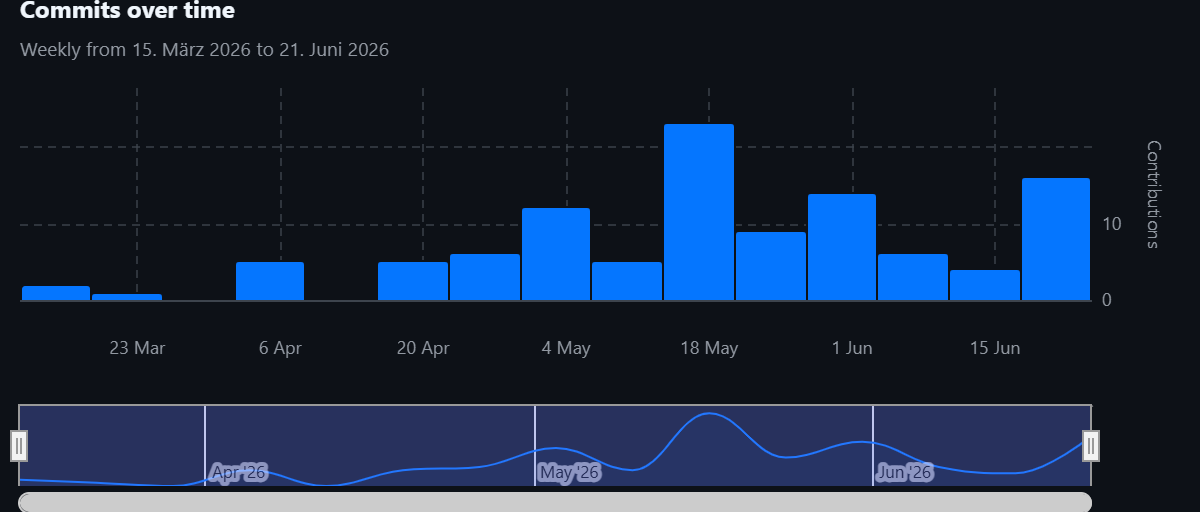 Commits over time
Weekly from 15. März 2026 to 21. Juni 2026
Contributions
10
0
23 Mar
6 Apr
20 Apr
4 May
18 May
1 Jun
15 Jun
Apr '26
May '26
Jun '26